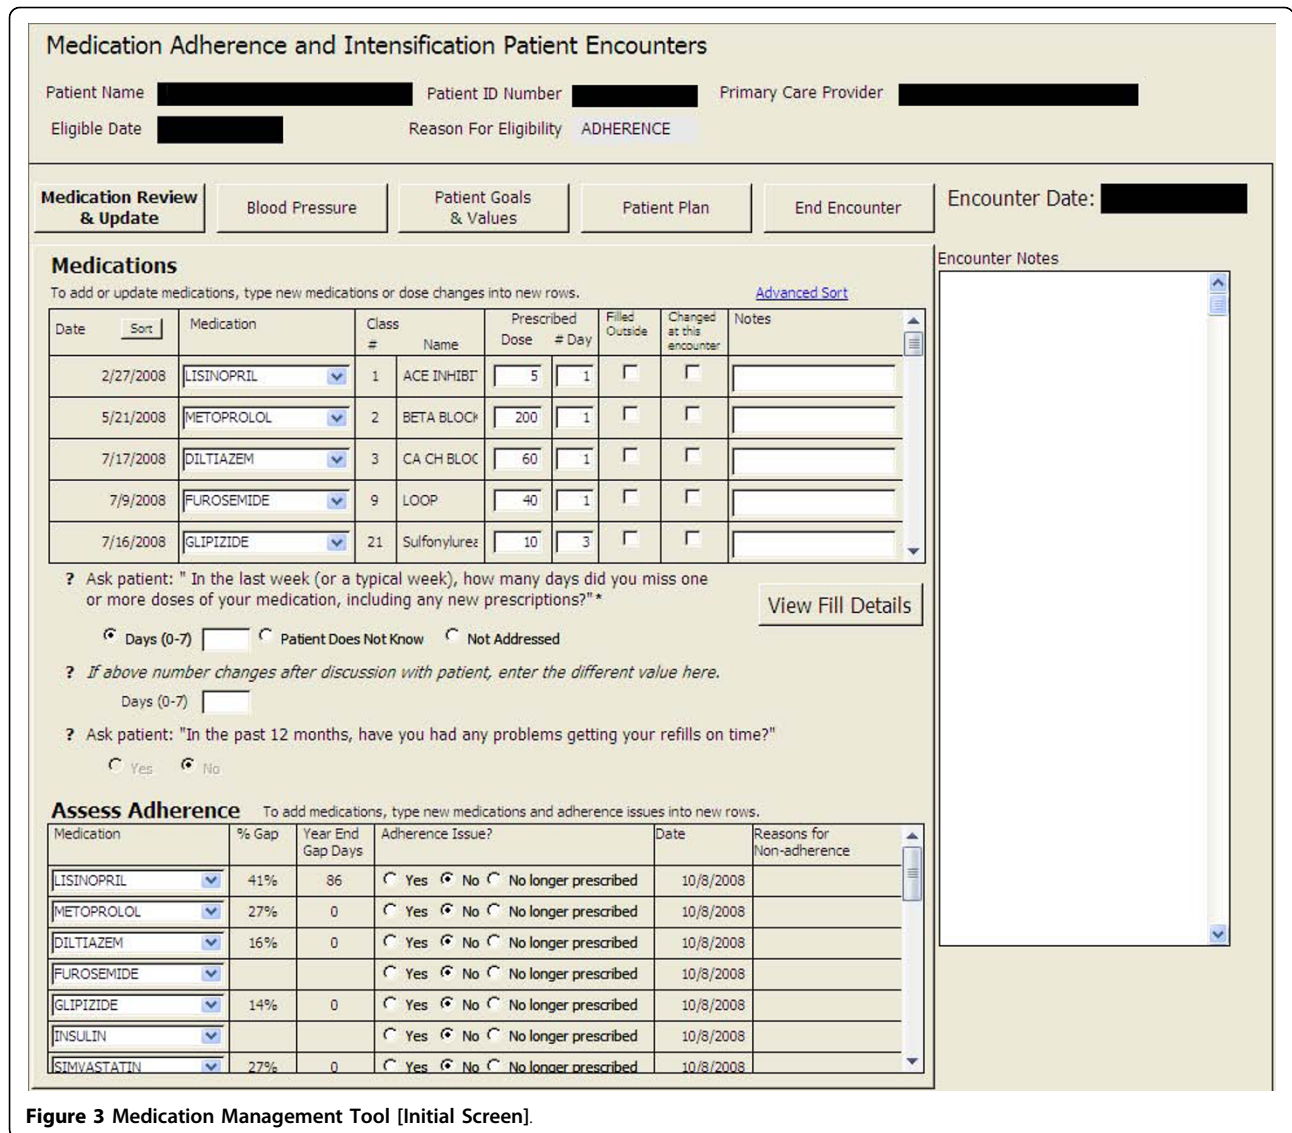 Medication Adherence and Intensification Patient Encounters
Patient Name Patient ID Number Primary Care Provider
Eligible Date Reason For Eligibility ADHERENCE
Medication Review & Update
Blood Pressure
Patient Goals & Values
Patient Plan
End Encounter
Encounter Date:
Medications
To add or update medications, type new medications or dose changes into new rows. Advanced Sort
Encounter Notes
Date Sort Medication Class # Name Prescribed Dose # Day Filled Outside Changed at this encounter Notes
2/27/2008 LISINOPRIL 1 ACE INHIBIT 5 1
5/21/2008 METOPROLOL 2 BETA BLOCK 200 1
7/17/2008 DILTIAZEM 3 CA CH BLOC 60 1
7/9/2008 FUROSEMIDE 9 LOOP 40 1
7/16/2008 GLIPIZIDE 21 Sulfonylurea 10 3
? Ask patient: " In the last week (or a typical week), how many days did you miss one
or more doses of your medication, including any new prescriptions?"*
View Fill Details
Days (0-7) Patient Does Not Know Not Addressed
? If above number changes after discussion with patient, enter the different value here.
Days (0-7)
? Ask patient: "In the past 12 months, have you had any problems getting your refills on time?"
Yes No
Assess Adherence To add medications, type new medications and adherence issues into new rows.
Medication % Gap Year End Gap Days Adherence Issue? Date Reasons for Non-adherence
LISINOPRIL 41% 86 Yes No No longer prescribed 10/8/2008
METOPROLOL 27% 0 Yes No No longer prescribed 10/8/2008
DILTIAZEM 16% 0 Yes No No longer prescribed 10/8/2008
FUROSEMIDE Yes No No longer prescribed 10/8/2008
GLIPIZIDE 14% 0 Yes No No longer prescribed 10/8/2008
INSULIN Yes No No longer prescribed 10/8/2008
SIMVASTATIN 27% 0 Yes No No longer prescribed 10/8/2008
Figure 3 Medication Management Tool [Initial Screen].